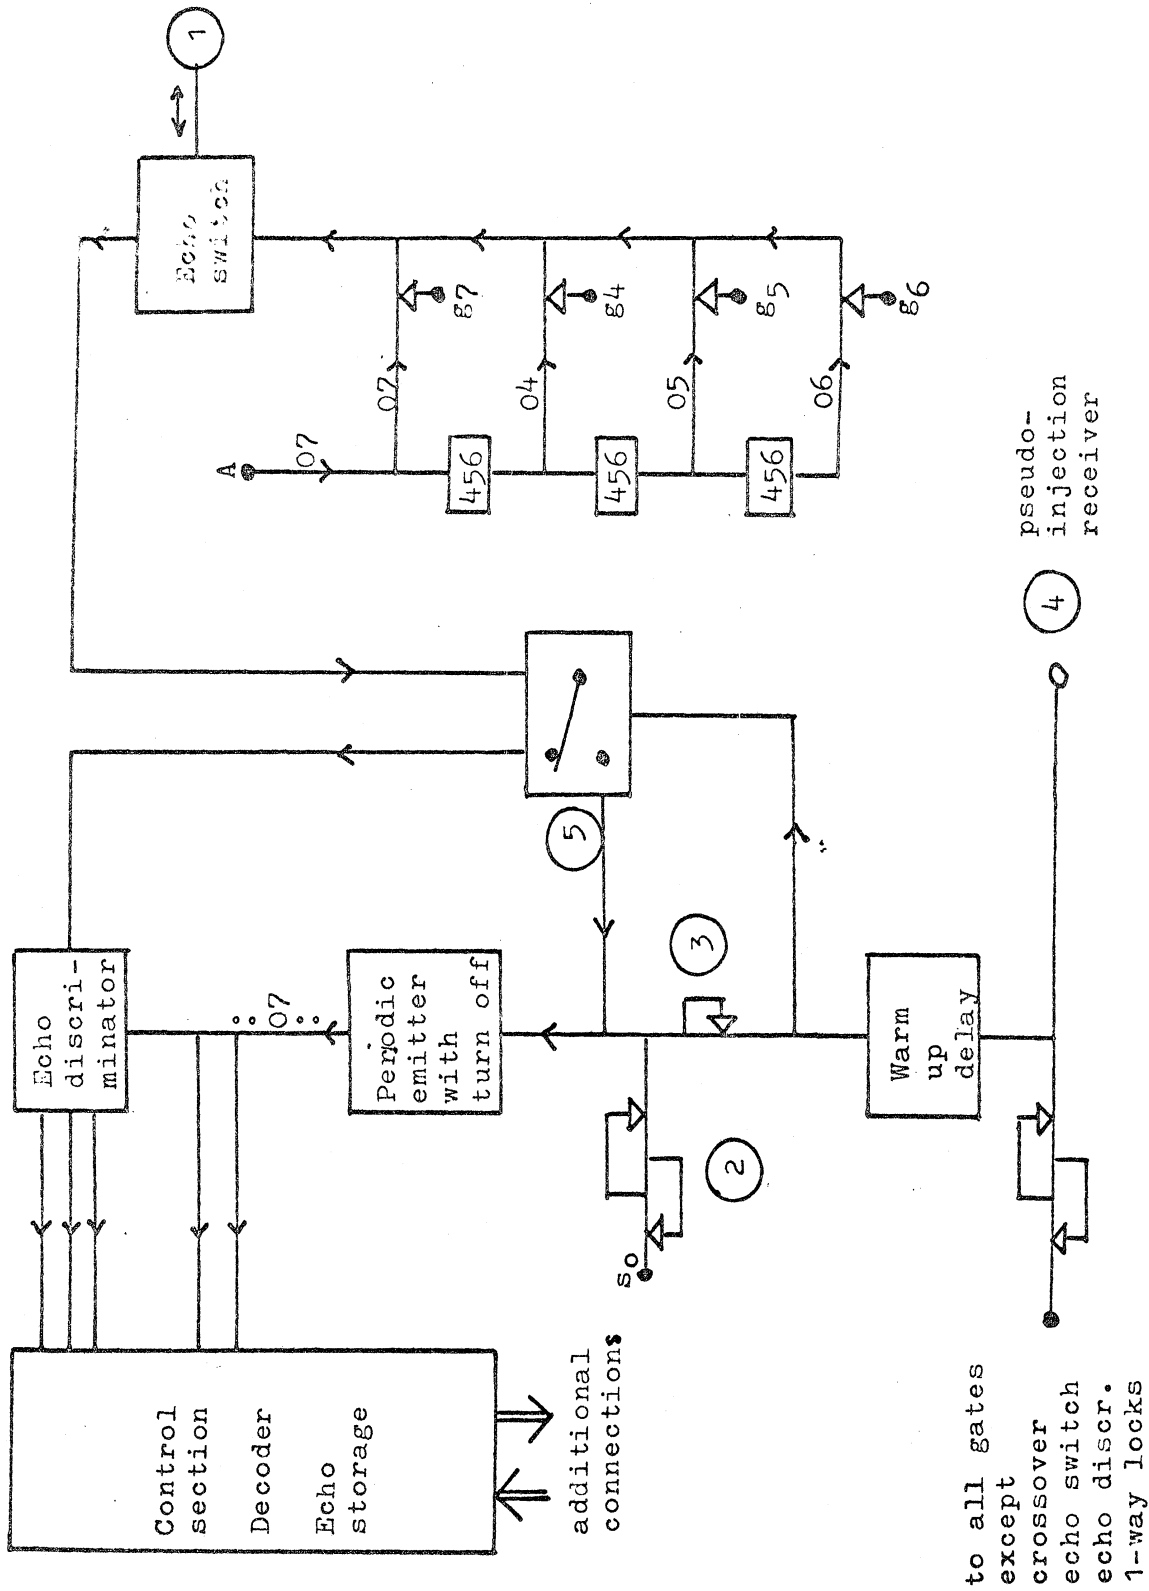 1
Echo
switch
g7
g4
g5
g6
07
04
05
06
A
07
456
456
456
pseudo-
injection
receiver
4
5
3
2
Echo
discri-
minator
07
Periodic
emitter
with
turn off
Warm
up
delay
so
Control
section
Decoder
Echo
storage
additional
connections
to all gates
except
crossover
echo switch
echo discr.
1-way locks